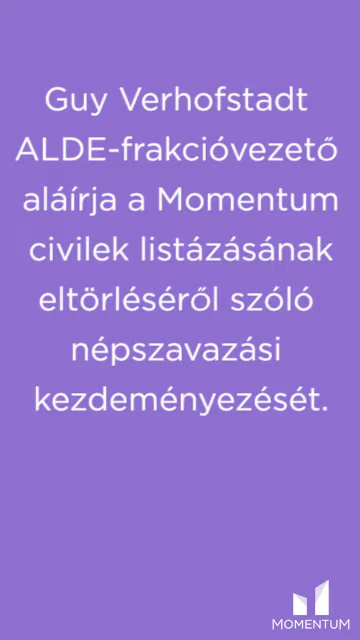 Guy Verhofstadt
ALDE-frakcióvezető
aláírja a Momentum
civilek listázásának
eltörléséről szóló
népszavazási
kezdeményezését.
MOMENTUM